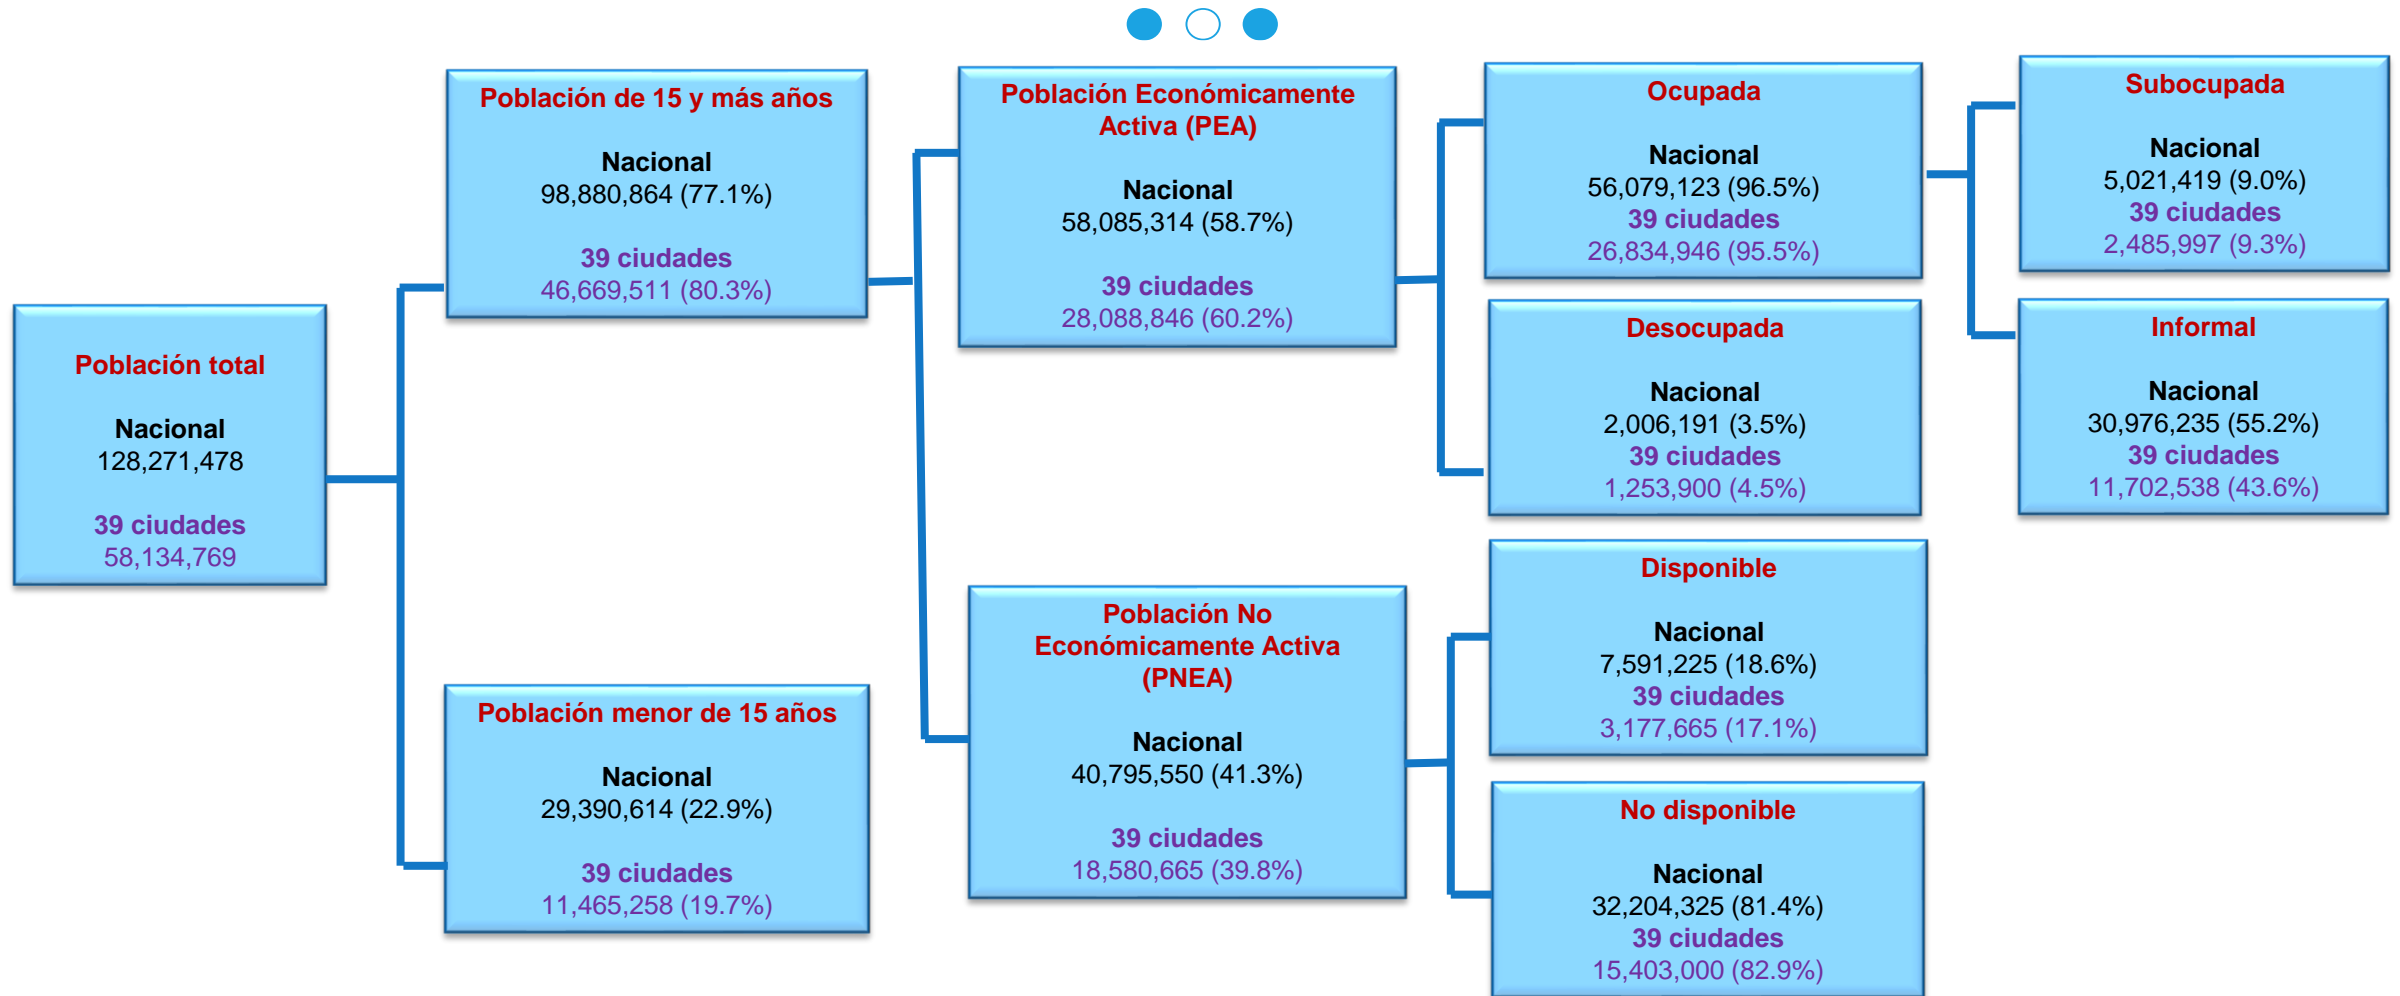 Población total
Nacional
128,271,478
39 ciudades
58,134,769
Población de 15 y más años
Nacional
98,880,864 (77.1%)
39 ciudades
46,669,511 (80.3%)
Población menor de 15 años
Nacional
29,390,614 (22.9%)
39 ciudades
11,465,258 (19.7%)
Población Económicamente
Activa (PEA)
Nacional
58,085,314 (58.7%)
39 ciudades
28,088,846 (60.2%)
Población No
Económicamente Activa
(PNEA)
Nacional
40,795,550 (41.3%)
39 ciudades
18,580,665 (39.8%)
Ocupada
Nacional
56,079,123 (96.5%)
39 ciudades
26,834,946 (95.5%)
Desocupada
Nacional
2,006,191 (3.5%)
39 ciudades
1,253,900 (4.5%)
Disponible
Nacional
7,591,225 (18.6%)
39 ciudades
3,177,665 (17.1%)
No disponible
Nacional
32,204,325 (81.4%)
39 ciudades
15,403,000 (82.9%)
Subocupada
Nacional
5,021,419 (9.0%)
39 ciudades
2,485,997 (9.3%)
Informal
Nacional
30,976,235 (55.2%)
39 ciudades
11,702,538 (43.6%)